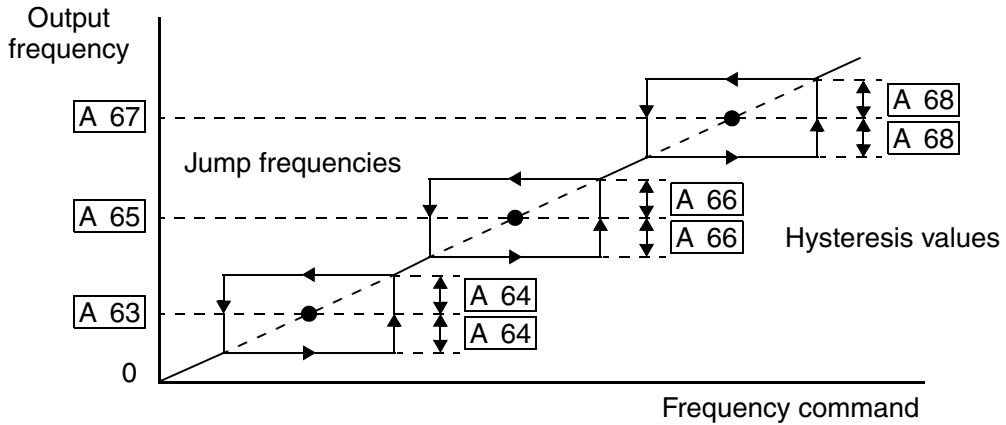 Output
frequency
A 67
A 68
A 68
Jump frequencies
A 65
A 66
A 66
Hysteresis values
A 63
A 64
A 64
0
Frequency command